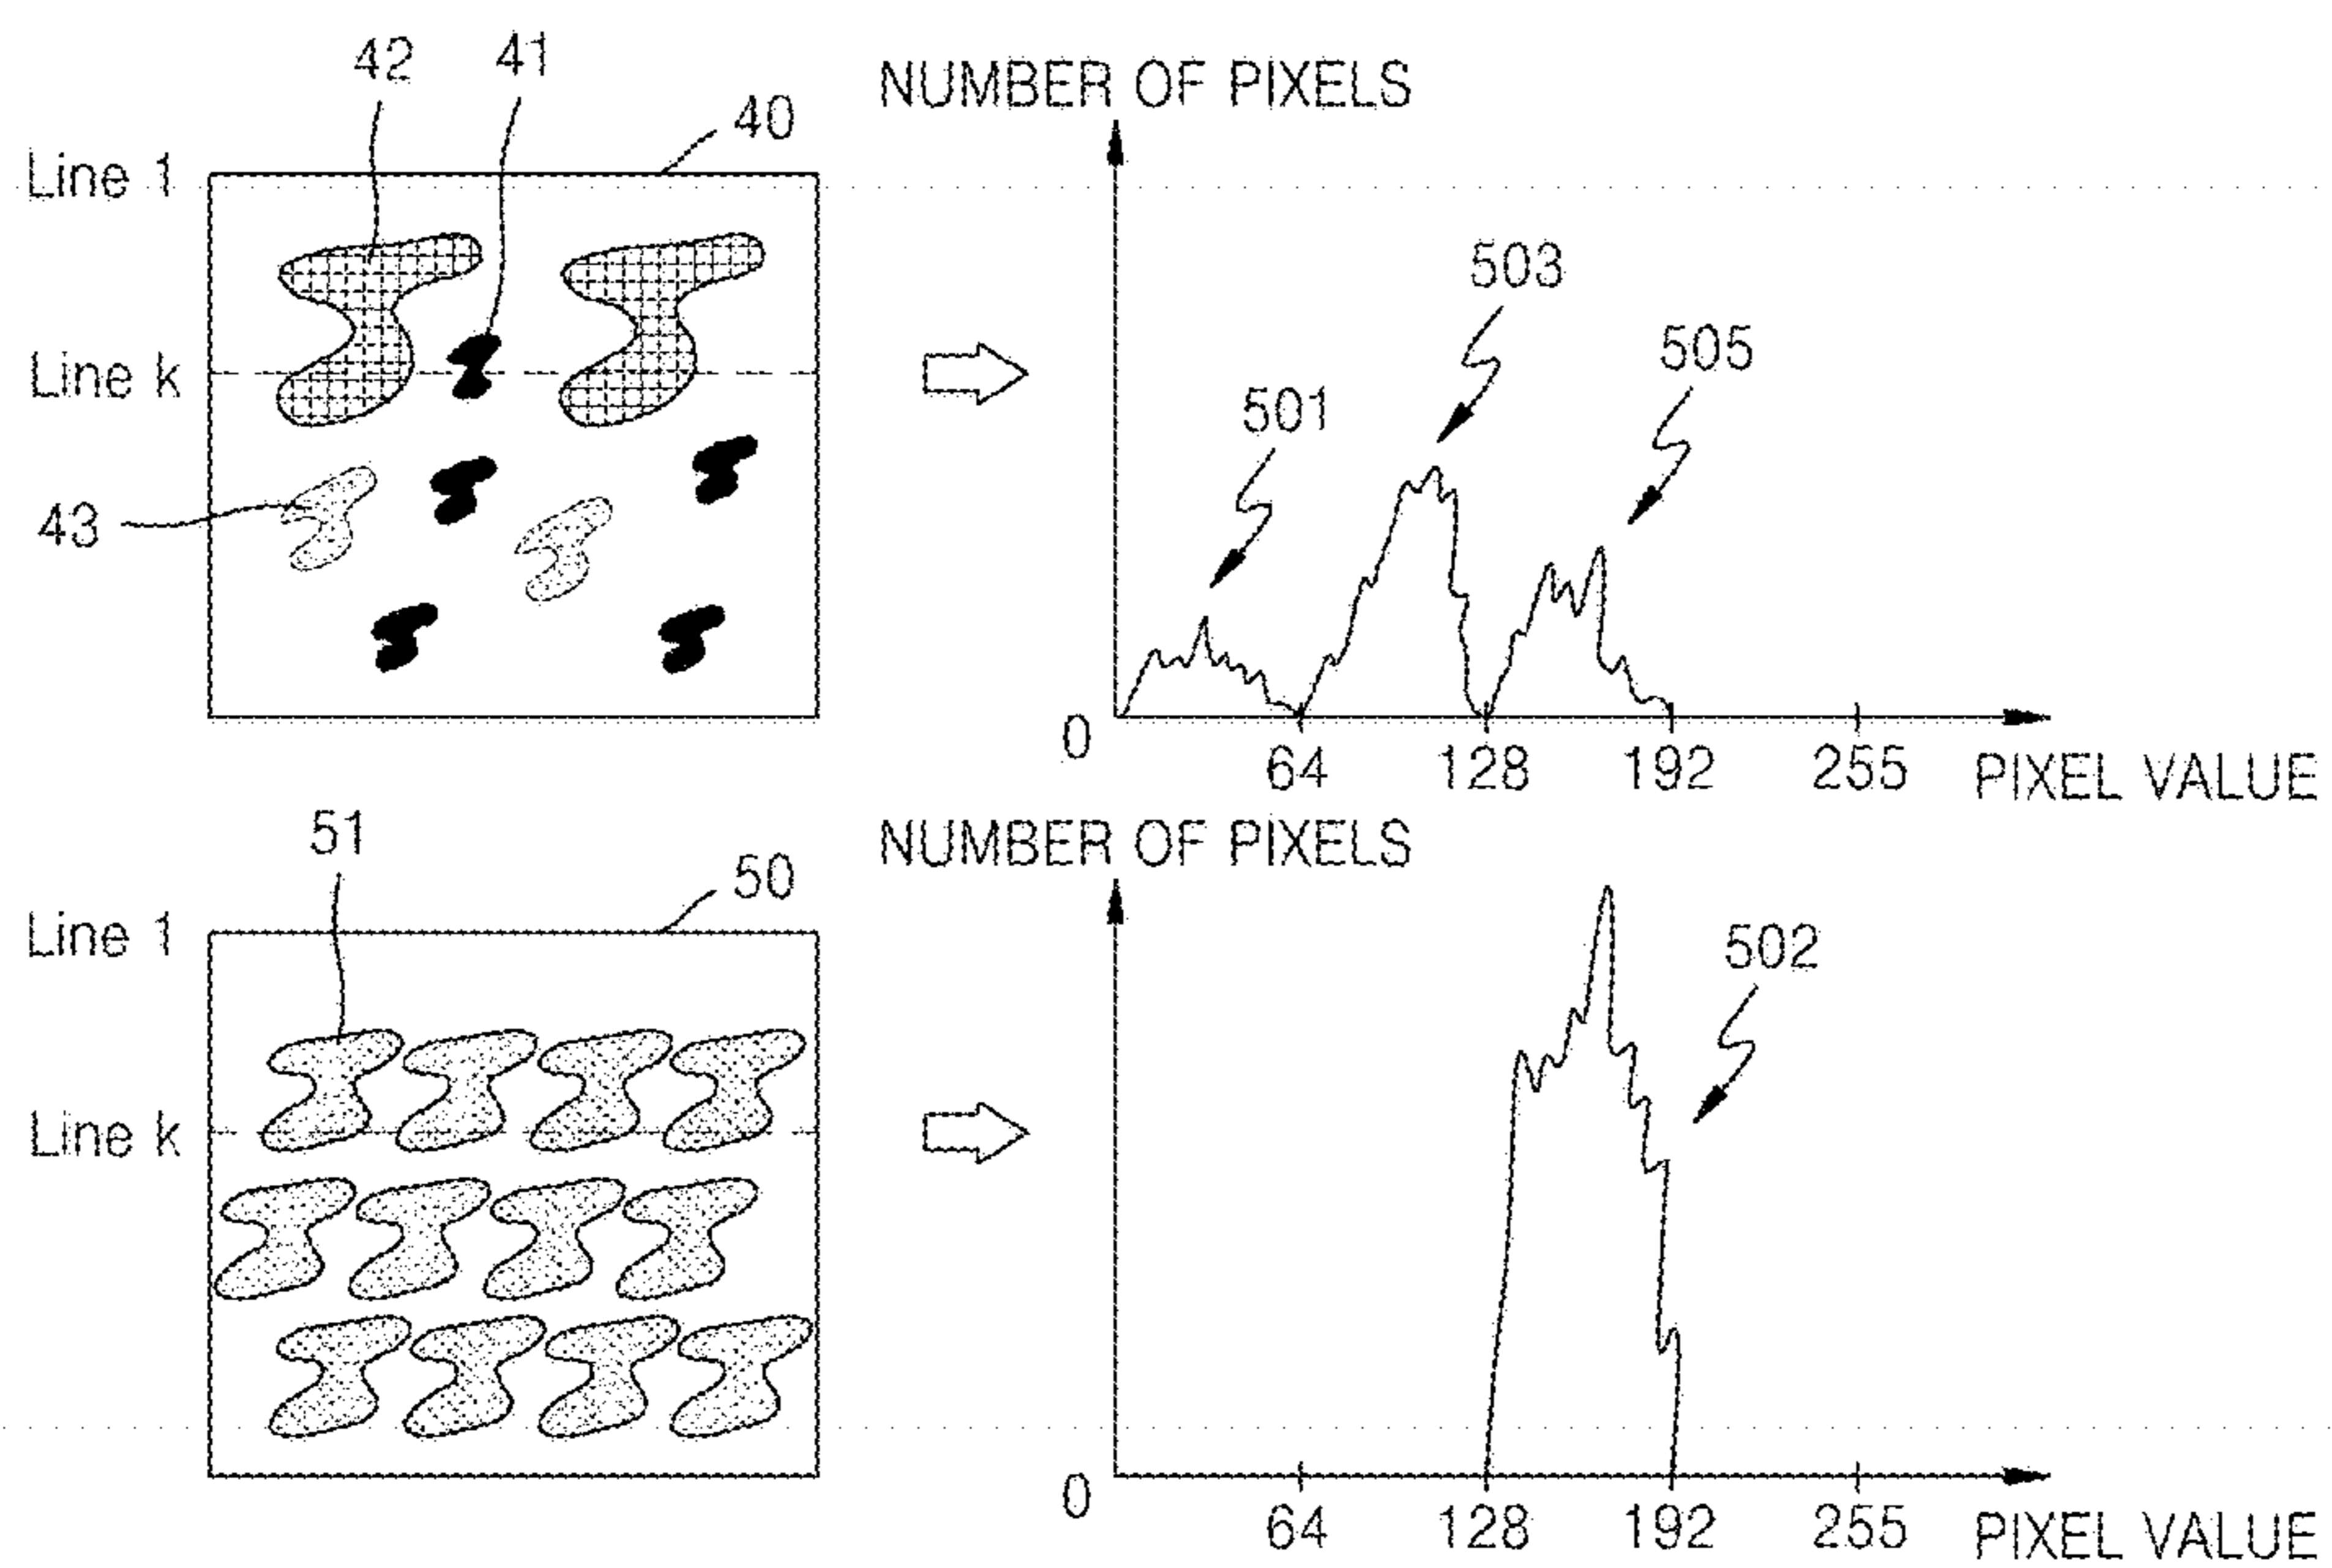 42
41
NUMBER OF PIXELS
40
Line 1
503
505
Line k
501
43
0
64 128 192 255 PIXEL VALUE
51
NUMBER OF PIXELS
50
Line 1
502
Line k
0
64 128 192 255 PIXEL VALUE